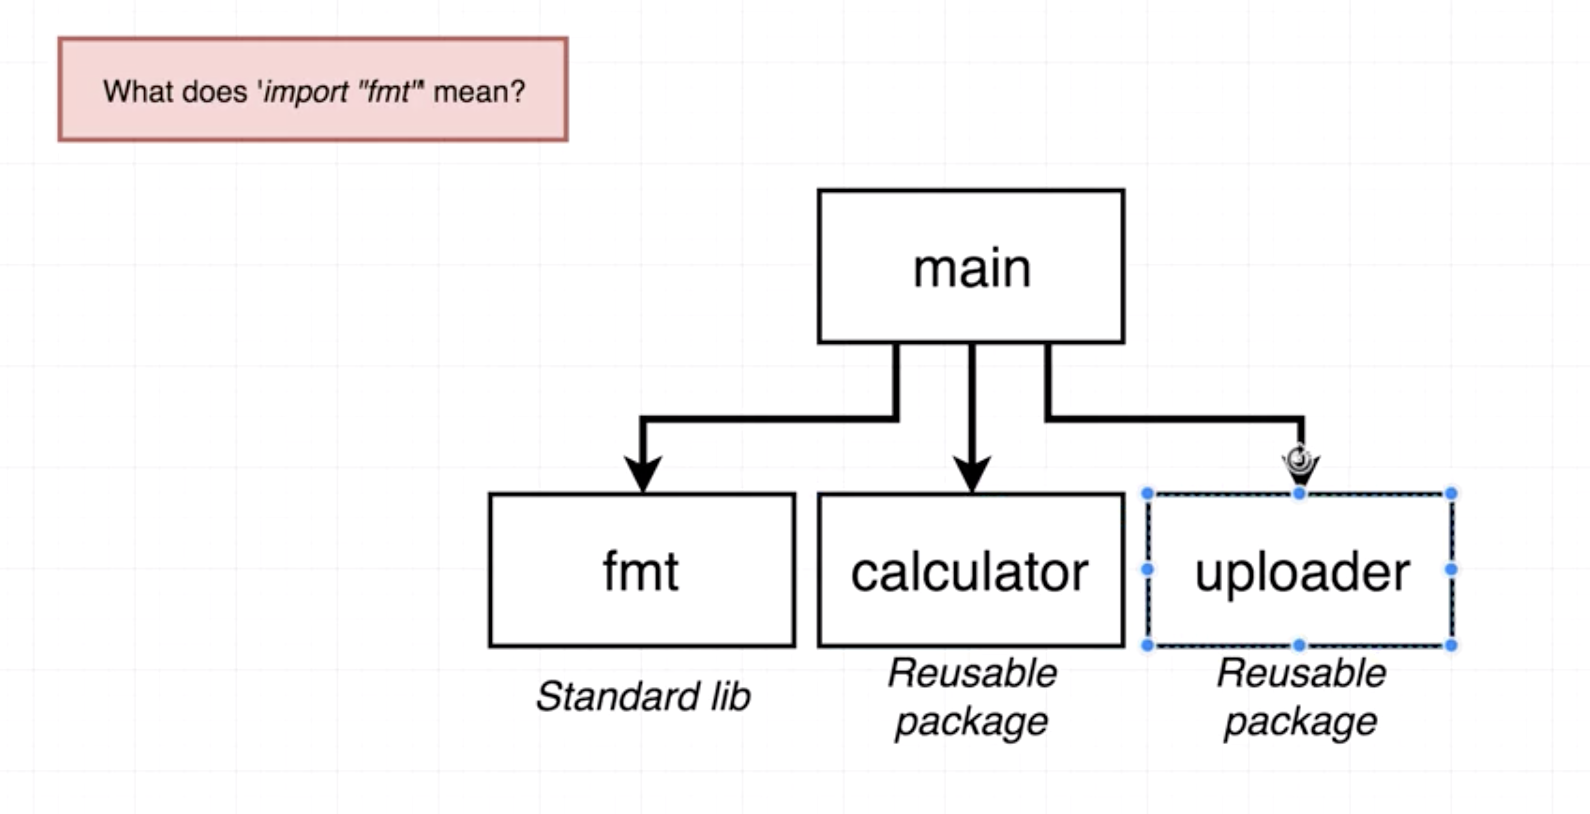 What does 'import "fmt"' mean?
main
fmt
calculator
uploader
Standard lib
Reusable
package
Reusable
package